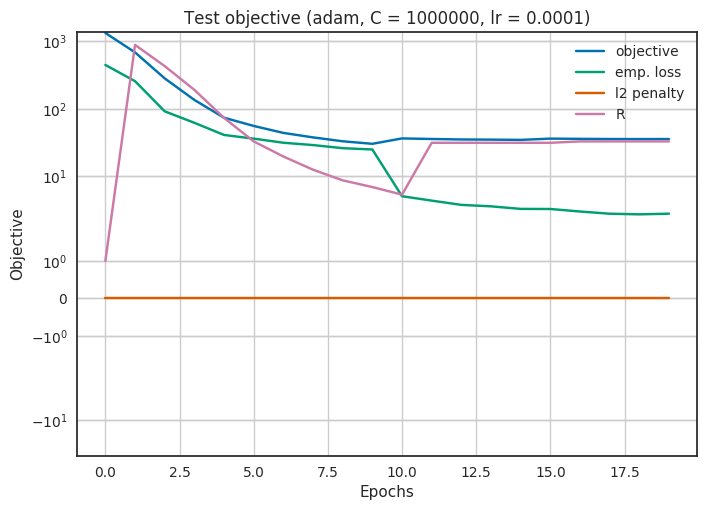 Test objective (adam, C = 1000000, lr = 0.0001)
objective
emp. loss
l2 penalty
R
10³
10²
10¹
10⁰
0
−10⁰
−10¹
Objective
0.0 2.5 5.0 7.5 10.0 12.5 15.0 17.5
Epochs